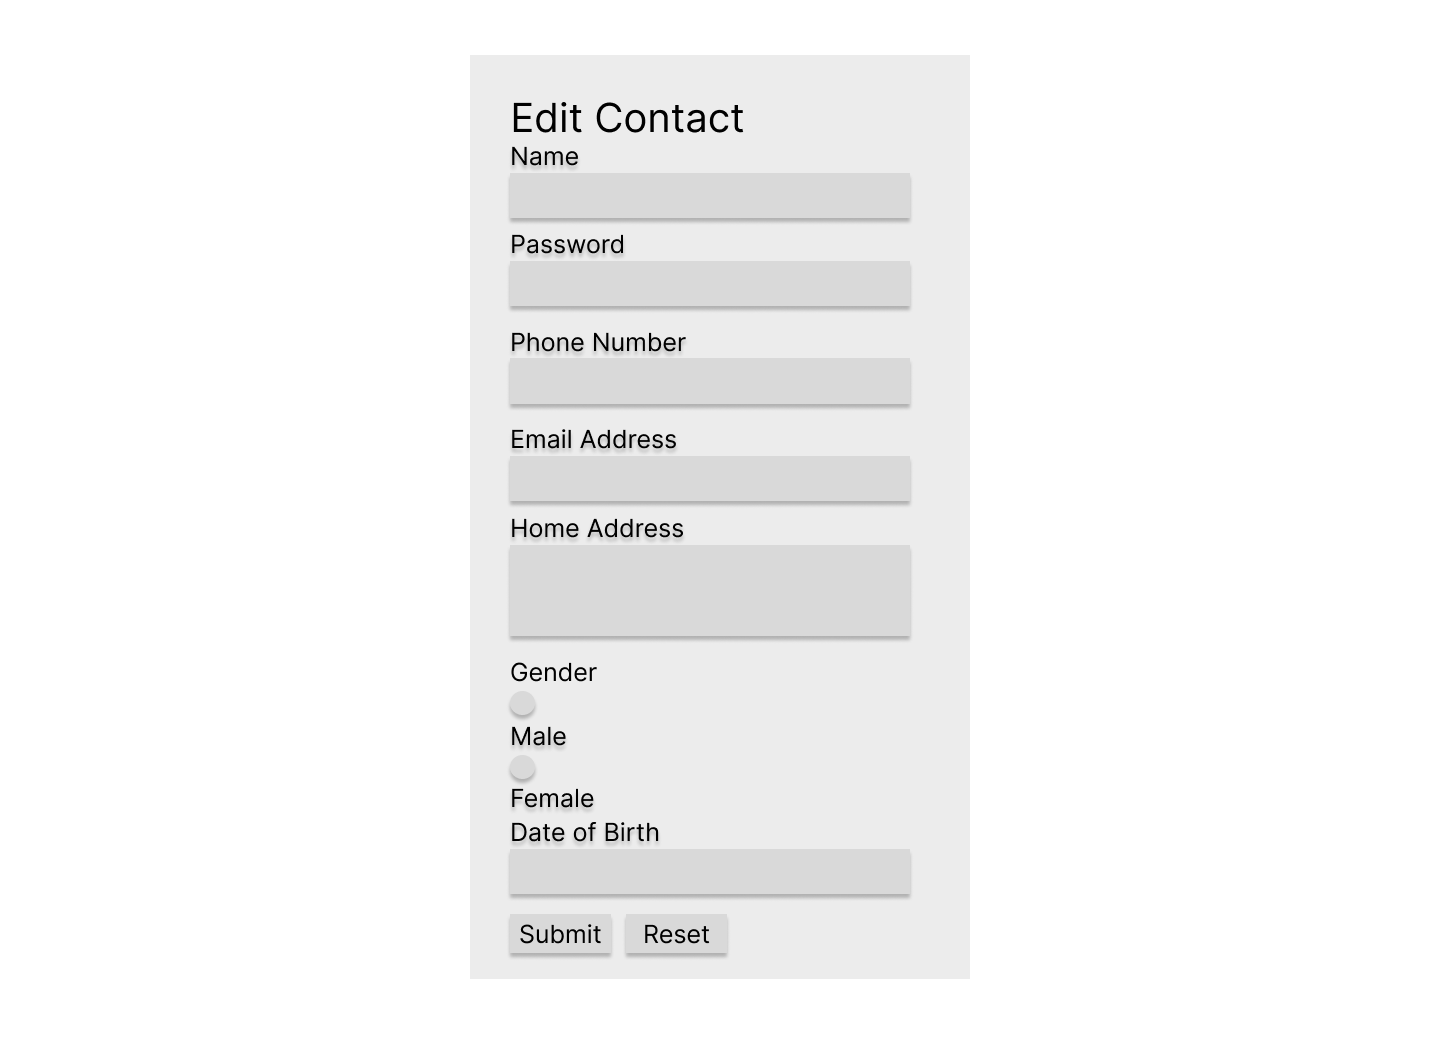 Edit Contact
Name
Password
Phone Number
Email Address
Home Address
Gender
Male
Female
Date of Birth
Submit Reset